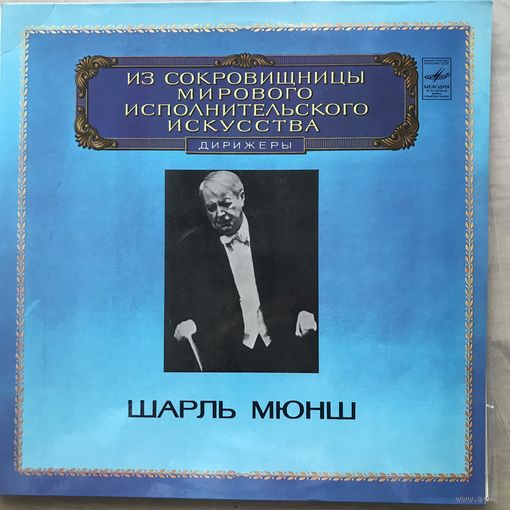 ИЗ СОКРОВИЩНИЦЫ
МИРОВОГО
ИСПОЛНИТЕЛЬСКОГО
ИСКУССТВА
ДИРИЖЕРЫ
МЕЛОДИЯ
ШАРЛЬ МЮНШ